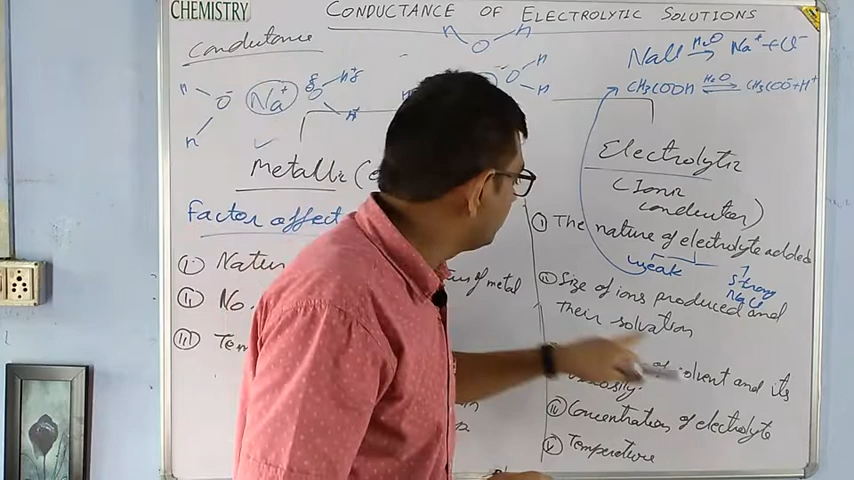 CHEMISTRY
CONDUCTANCE OF ELECTROLYTIC SOLUTIONS
Conductance
NaCl H2O → Na+ + Cl-
CH3COOH H2O ⇌ CH3COO- + H+
H H
O
H O- Na+ O H
H H
O H
H
Metallic
Electrolytic
(Ionic
conductor)
Factor affect
(i) Natur
(ii) No.
(iii) Tem
of metal
(i) The nature of electrolyte added
weak strong
NaCl
(ii) Size of ions produced and
their solvation
of solvent and its
viscosity.
(iv) Concentration of electrolyte
(v) Temperature